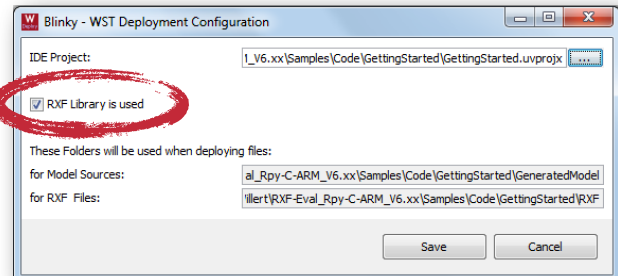 W Deploy
Blinky - WST Deployment Configuration
IDE Project: 1_V6.xx\Samples\Code\GettingStarted\GettingStarted.uvprojx ...
RXF Library is used
These Folders will be used when deploying files:
for Model Sources: al_Rpy-C-ARM_V6.xx\Samples\Code\GettingStarted\GeneratedModel
for RXF Files: 'illert\RXF-Eval_Rpy-C-ARM_V6.xx\Samples\Code\GettingStarted\RXF
Save Cancel